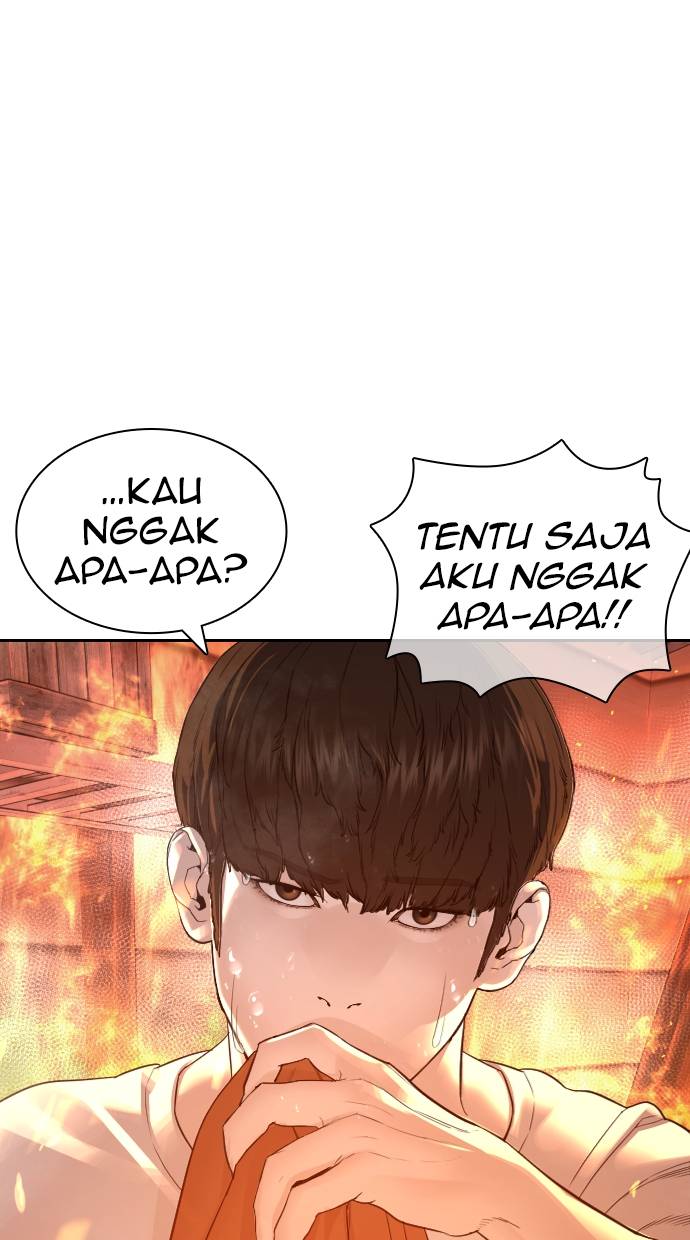 ...KAU
NGGAK
APA-APA?
TENTU SAJA
AKU NGGAK
APA-APA!!